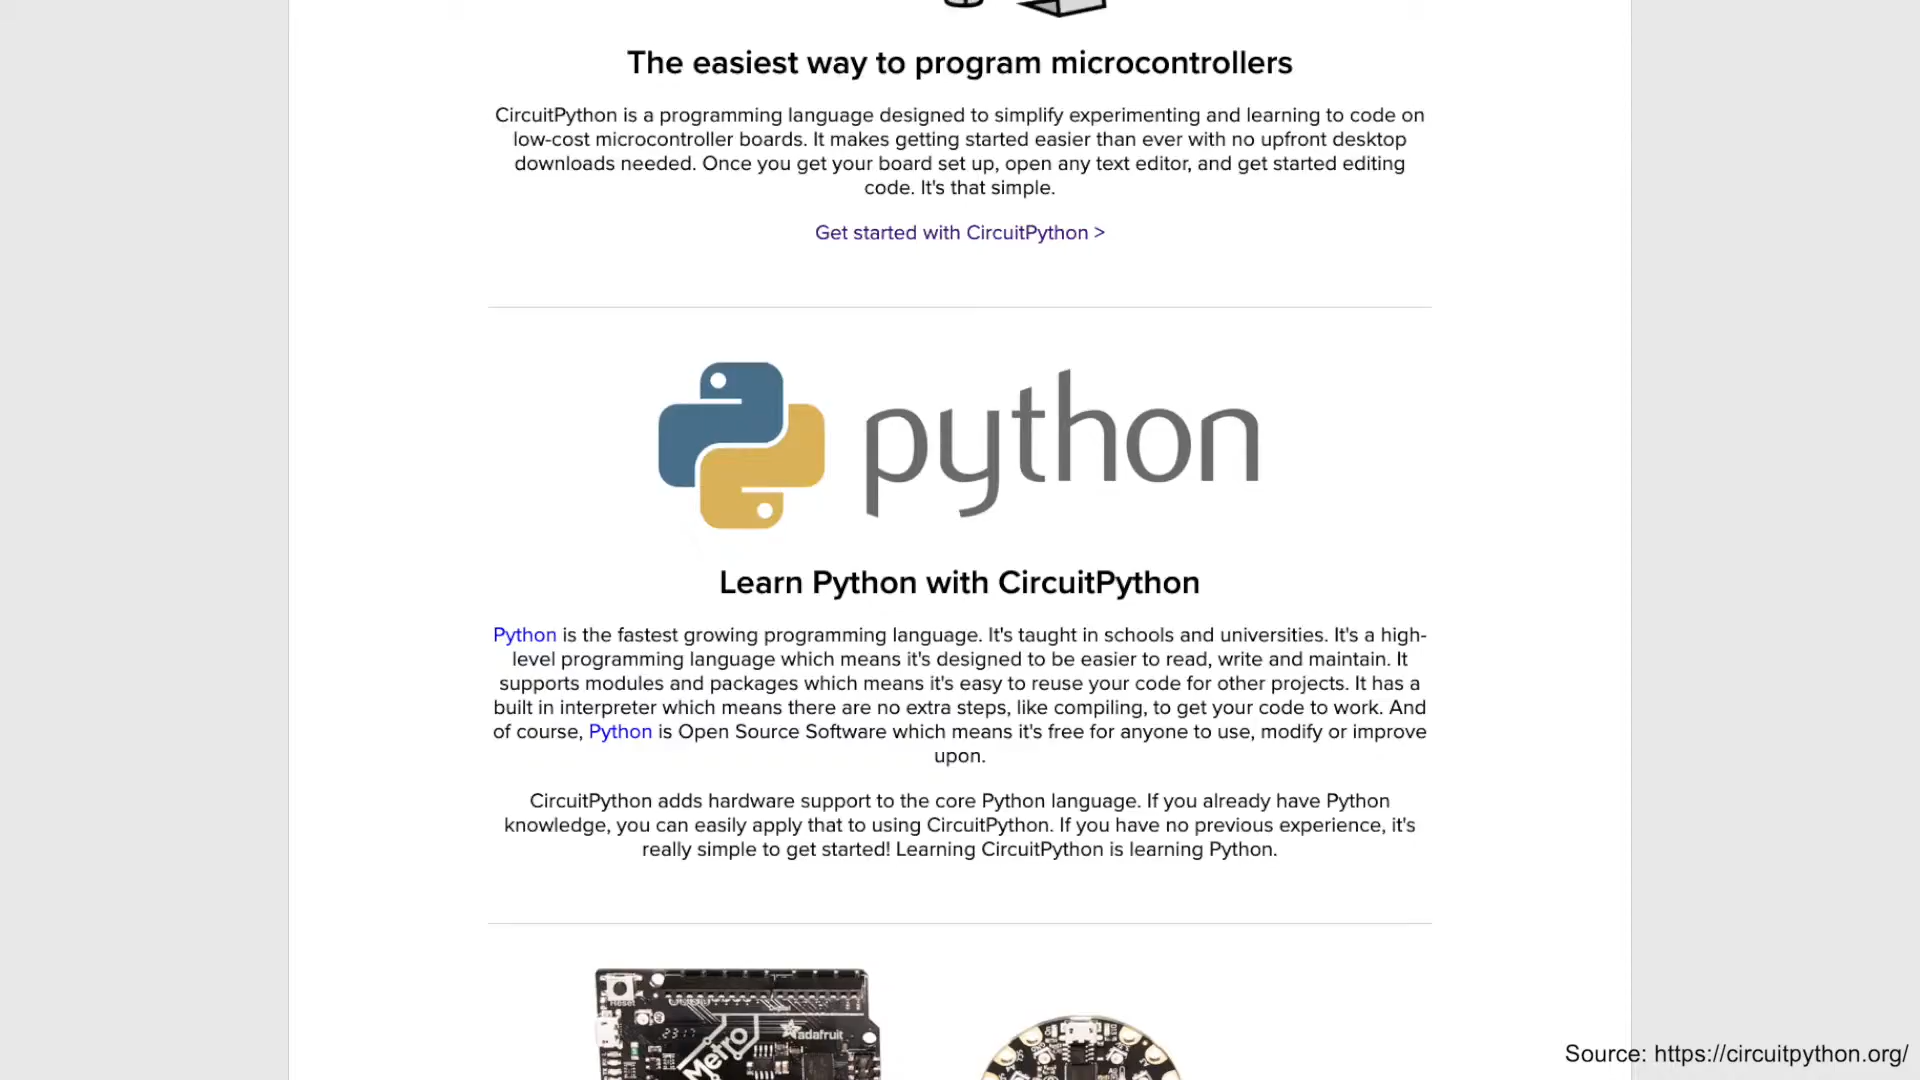 The easiest way to program microcontrollers
CircuitPython is a programming language designed to simplify experimenting and learning to code on
low-cost microcontroller boards. It makes getting started easier than ever with no upfront desktop
downloads needed. Once you get your board set up, open any text editor, and get started editing
code. It's that simple.
Get started with CircuitPython >
python
Learn Python with CircuitPython
Python is the fastest growing programming language. It's taught in schools and universities. It's a high-
level programming language which means it's designed to be easier to read, write and maintain. It
supports modules and packages which means it's easy to reuse your code for other projects. It has a
built in interpreter which means there are no extra steps, like compiling, to get your code to work. And
of course, Python is Open Source Software which means it's free for anyone to use, modify or improve
upon.
CircuitPython adds hardware support to the core Python language. If you already have Python
knowledge, you can easily apply that to using CircuitPython. If you have no previous experience, it's
really simple to get started! Learning CircuitPython is learning Python.
Reset
adafruit
Metro
Source: https://circuitpython.org/